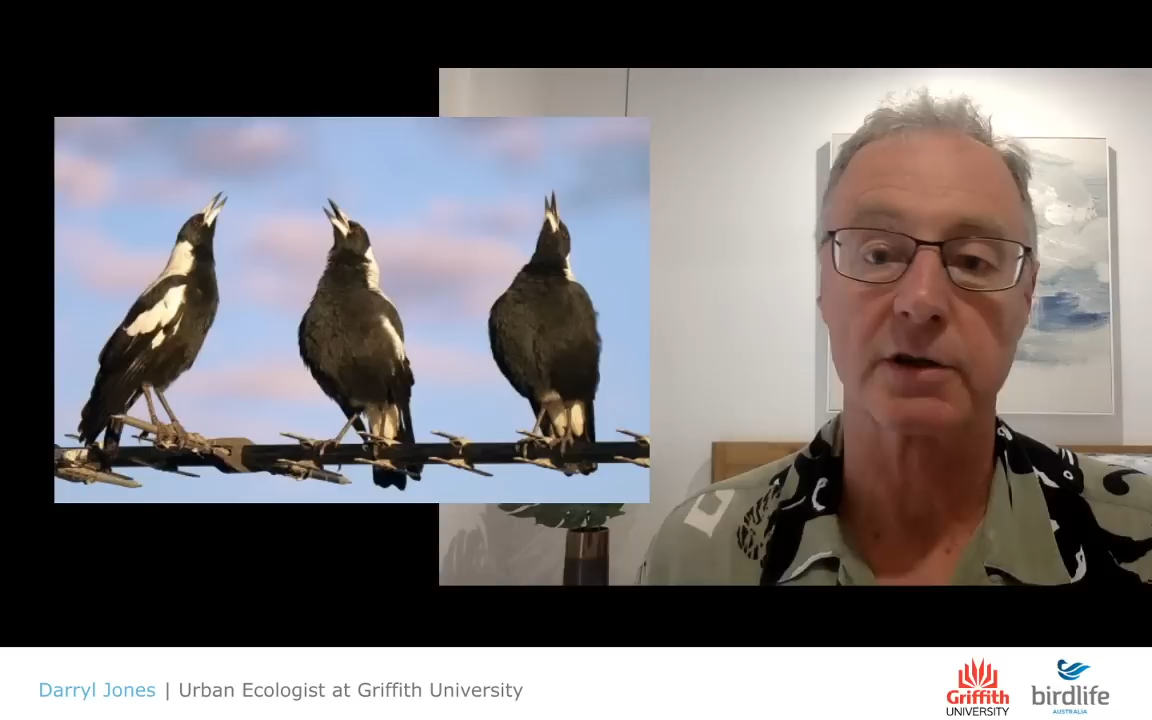 Darryl Jones | Urban Ecologist at Griffith University
Griffith
UNIVERSITY
birdlife
AUSTRALIA